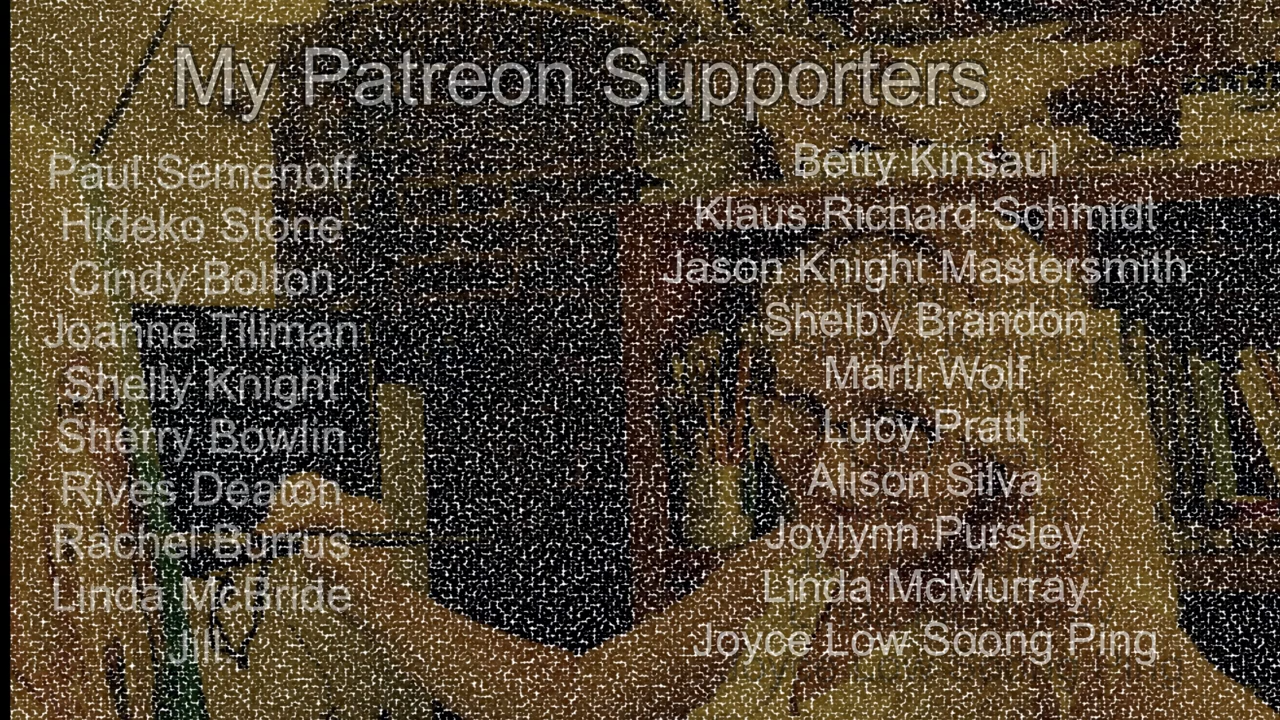 My Patreon Supporters
Paul Semenoff
Hideko Stone
Cindy Bolton
Joanne Tillman
Shelly Knight
Sherry Bowlin
Rives Deaton
Rachel Burrus
Linda McBride
Jill
Betty Kinsaul
Klaus Richard Schmidt
Jason Knight Mastersmith
Shelby Brandon
Marti Wolf
Lucy Pratt
Alison Silva
Joylynn Pursley
Linda McMurray
Joyce Low Soong Ping